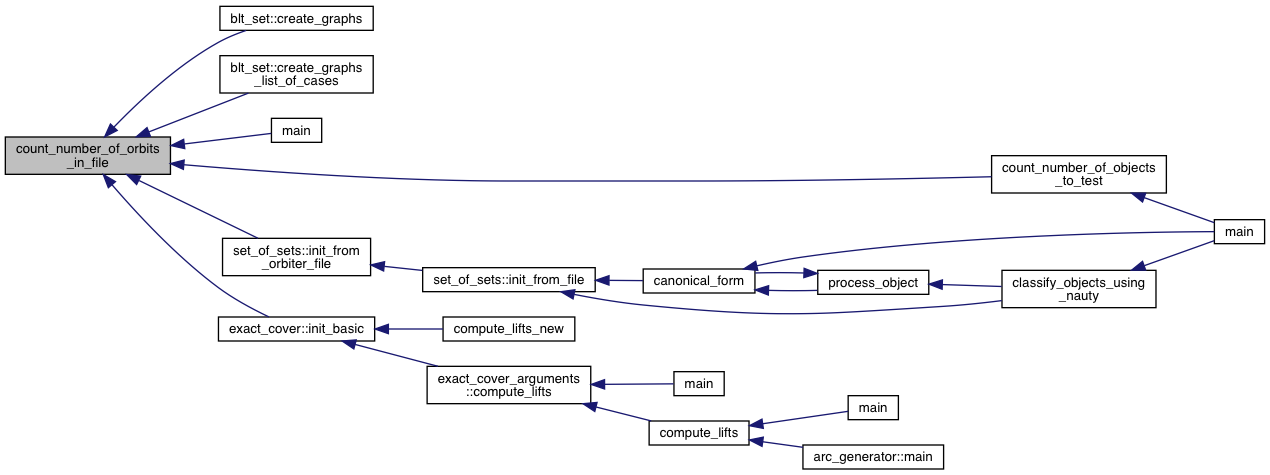 blt_set::create_graphs
blt_set::create_graphs
_list_of_cases
main
count_number_of_orbits
_in_file
count_number_of_objects
_to_test
main
set_of_sets::init_from
_orbiter_file
set_of_sets::init_from_file
canonical_form
process_object
classify_objects_using
_nauty
exact_cover::init_basic
compute_lifts_new
exact_cover_arguments
::compute_lifts
main
compute_lifts
main
arc_generator::main